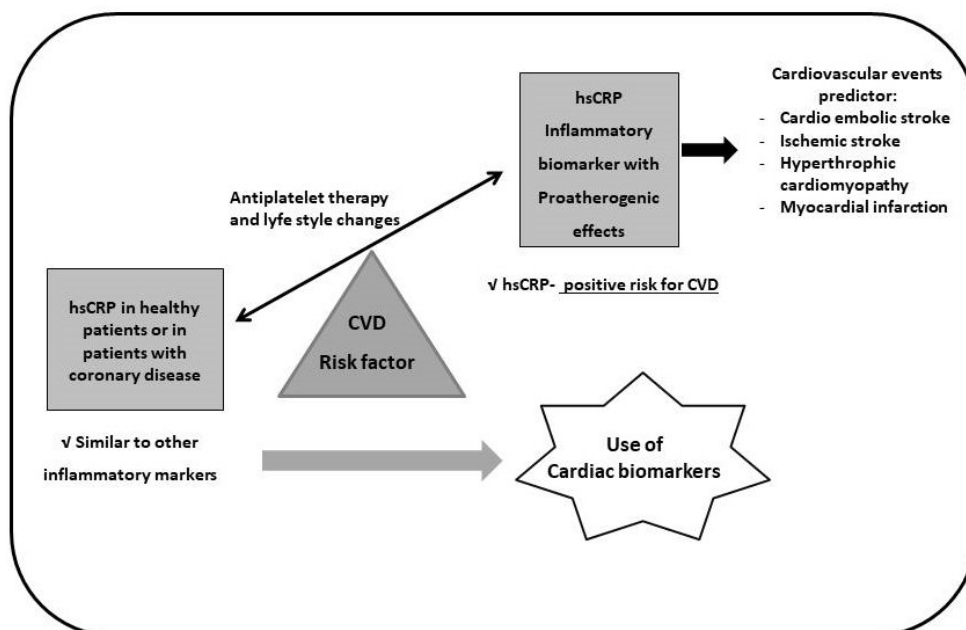 hsCRP
Inflammatory
biomarker with
Proatherogenic
effects
Cardiovascular events
predictor:
- Cardio embolic stroke
- Ischemic stroke
- Hyperthrophic
cardiomyopathy
- Myocardial infarction
Antiplatelet therapy
and lyfe style changes
√ hsCRP- positive risk for CVD
hsCRP in healthy
patients or in
patients with
coronary disease
CVD
Risk factor
√ Similar to other
inflammatory markers
Use of
Cardiac biomarkers